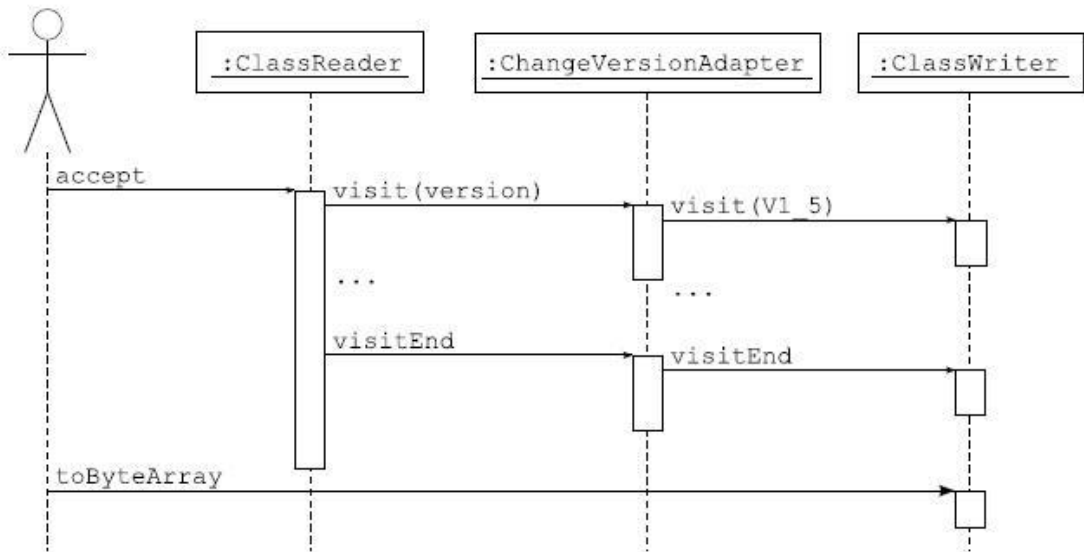 :ClassReader
:ChangeVersionAdapter
:ClassWriter
accept
visit(version)
visit(V1_5)
...
...
visitEnd
visitEnd
toByteArray